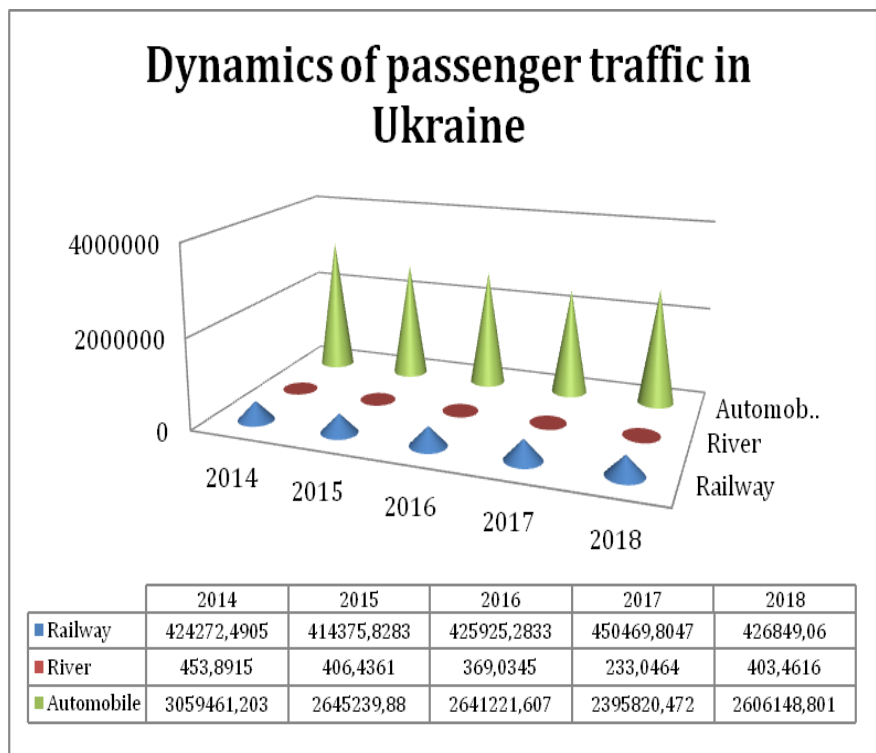 Dynamics of passenger traffic in
Ukraine
4000000
2000000
0
2014
2015
2016
2017
2018
Automob..
River
Railway
2014 2015 2016 2017 2018
Railway 424272,4905 414375,8283 425925,2833 450469,8047 426849,06
River 453,8915 406,4361 369,0345 233,0464 403,4616
Automobile 3059461,203 2645239,88 2641221,607 2395820,472 2606148,801